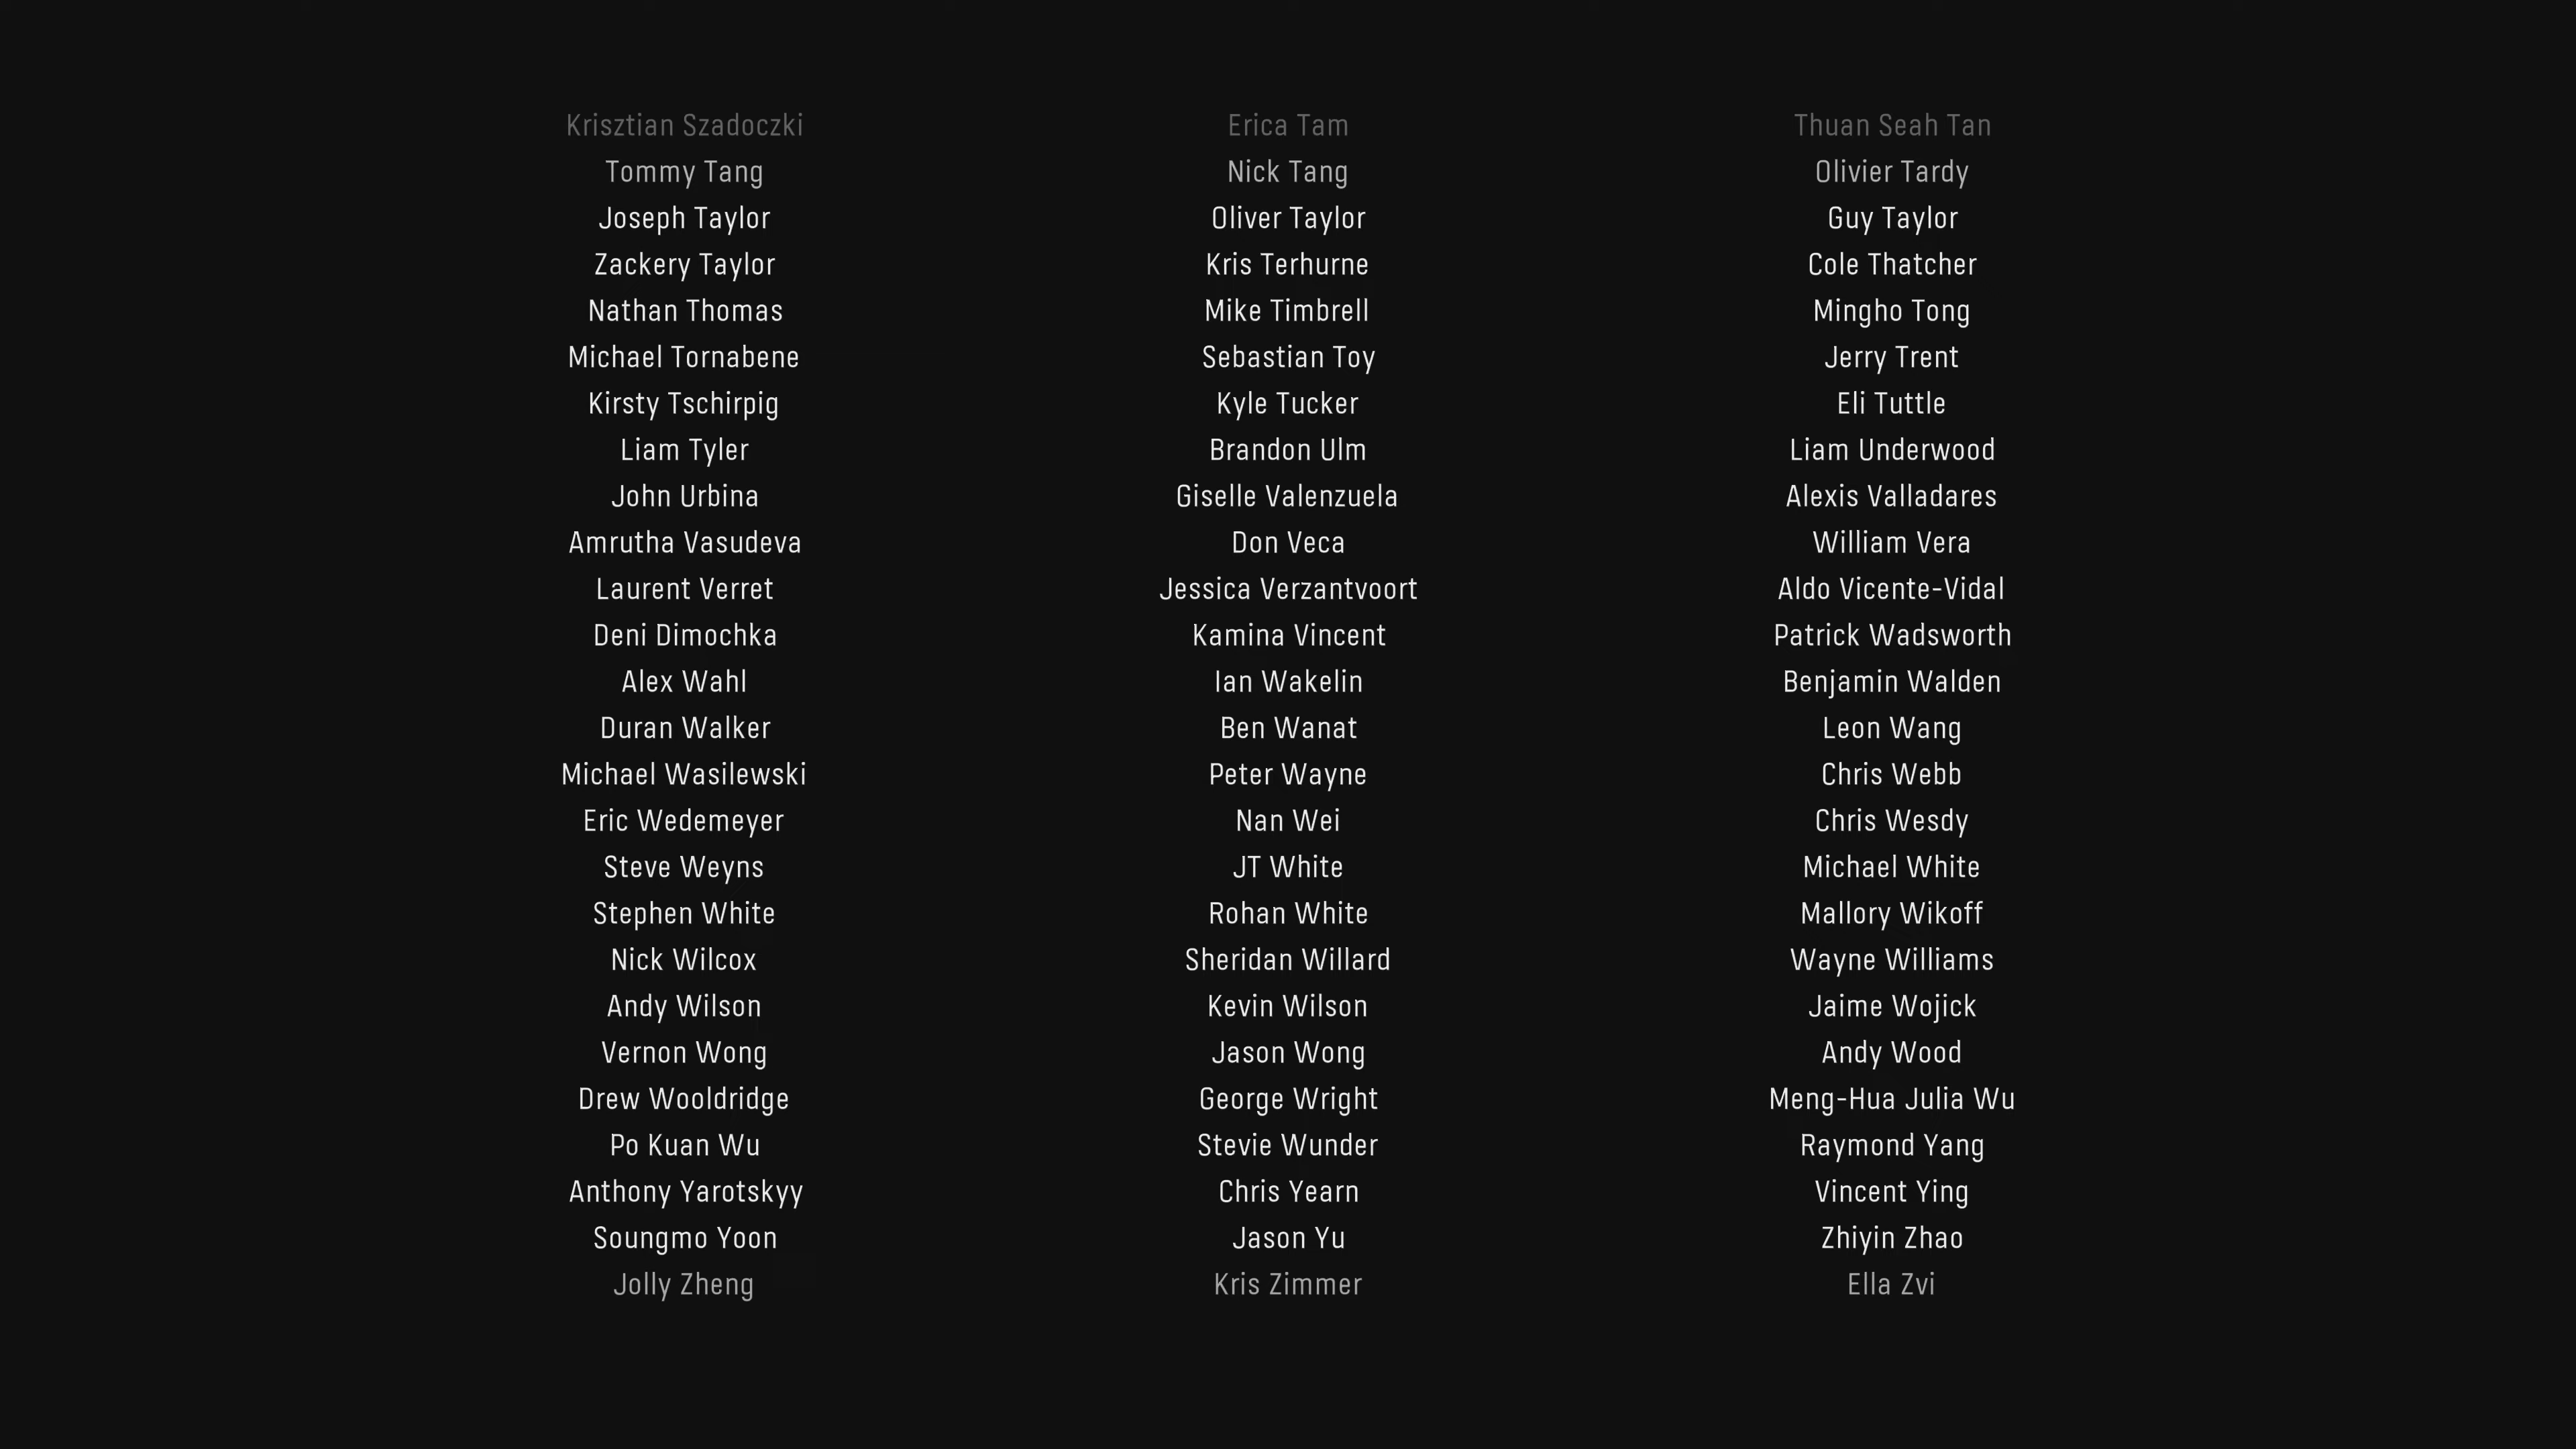 Krisztian Szadoczki Erica Tam Thuan Seah Tan
Tommy Tang Nick Tang Olivier Tardy
Joseph Taylor Oliver Taylor Guy Taylor
Zackery Taylor Kris Terhurne Cole Thatcher
Nathan Thomas Mike Timbrell Mingho Tong
Michael Tornabene Sebastian Toy Jerry Trent
Kirsty Tschirpig Kyle Tucker Eli Tuttle
Liam Tyler Brandon Ulm Liam Underwood
John Urbina Giselle Valenzuela Alexis Valladares
Amrutha Vasudeva Don Veca William Vera
Laurent Verret Jessica Verzantvoort Aldo Vicente-Vidal
Deni Dimochka Kamina Vincent Patrick Wadsworth
Alex Wahl Ian Wakelin Benjamin Walden
Duran Walker Ben Wanat Leon Wang
Michael Wasilewski Peter Wayne Chris Webb
Eric Wedemeyer Nan Wei Chris Wesdy
Steve Weyns JT White Michael White
Stephen White Rohan White Mallory Wikoff
Nick Wilcox Sheridan Willard Wayne Williams
Andy Wilson Kevin Wilson Jaime Wojick
Vernon Wong Jason Wong Andy Wood
Drew Wooldridge George Wright Meng-Hua Julia Wu
Po Kuan Wu Stevie Wunder Raymond Yang
Anthony Yarotskyy Chris Yearn Vincent Ying
Soungmo Yoon Jason Yu Zhiyin Zhao
Jolly Zheng Kris Zimmer Ella Zvi